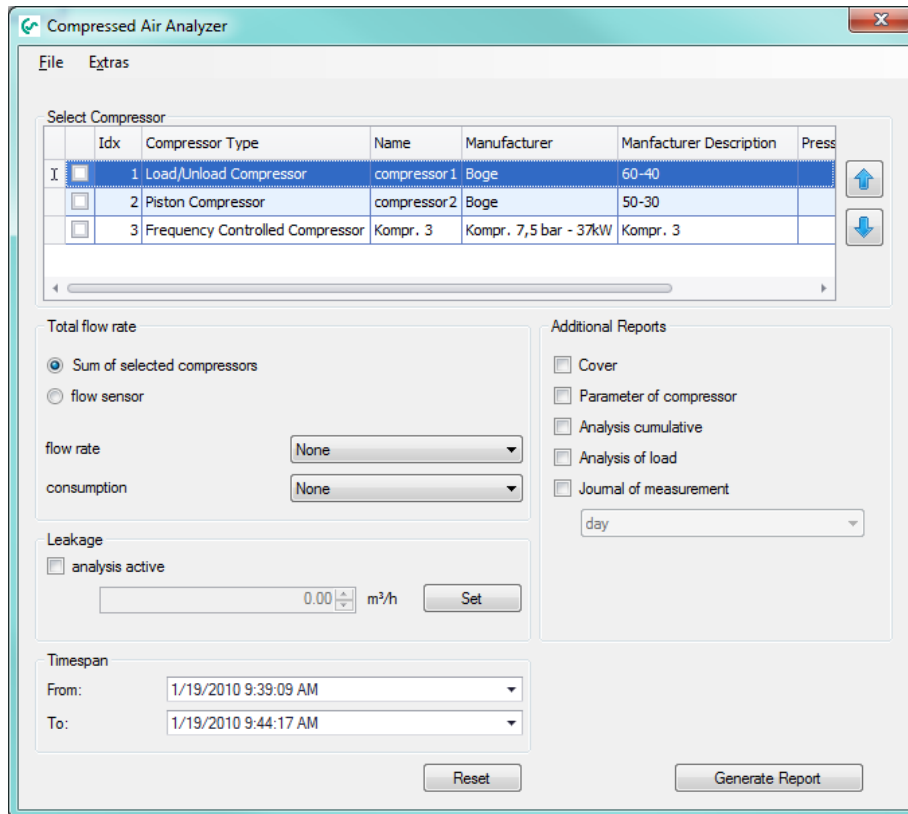 Compressed Air Analyzer
File Extras
Select Compressor
Idx Compressor Type Name Manufacturer Manfacturer Description Press
1 Load/Unload Compressor compressor1 Boge 60-40
2 Piston Compressor compressor2 Boge 50-30
3 Frequency Controlled Compressor Kompr. 3 Kompr. 7,5 bar - 37kW Kompr. 3
Total flow rate
Sum of selected compressors
flow sensor
flow rate None
consumption None
Additional Reports
Cover
Parameter of compressor
Analysis cumulative
Analysis of load
Journal of measurement
day
Leakage
analysis active
0.00 m³/h Set
Timespan
From: 1/19/2010 9:39:09 AM
To: 1/19/2010 9:44:17 AM
Reset Generate Report